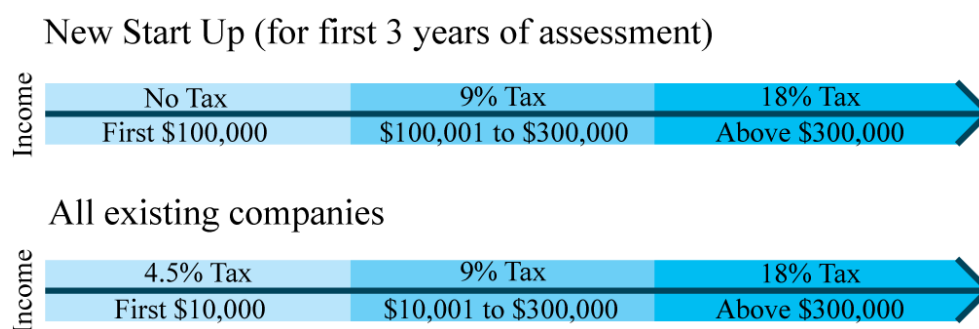 New Start Up (for first 3 years of assessment)
Income
No Tax 9% Tax 18% Tax
First $100,000 $100,001 to $300,000 Above $300,000
All existing companies
Income
4.5% Tax 9% Tax 18% Tax
First $10,000 $10,001 to $300,000 Above $300,000